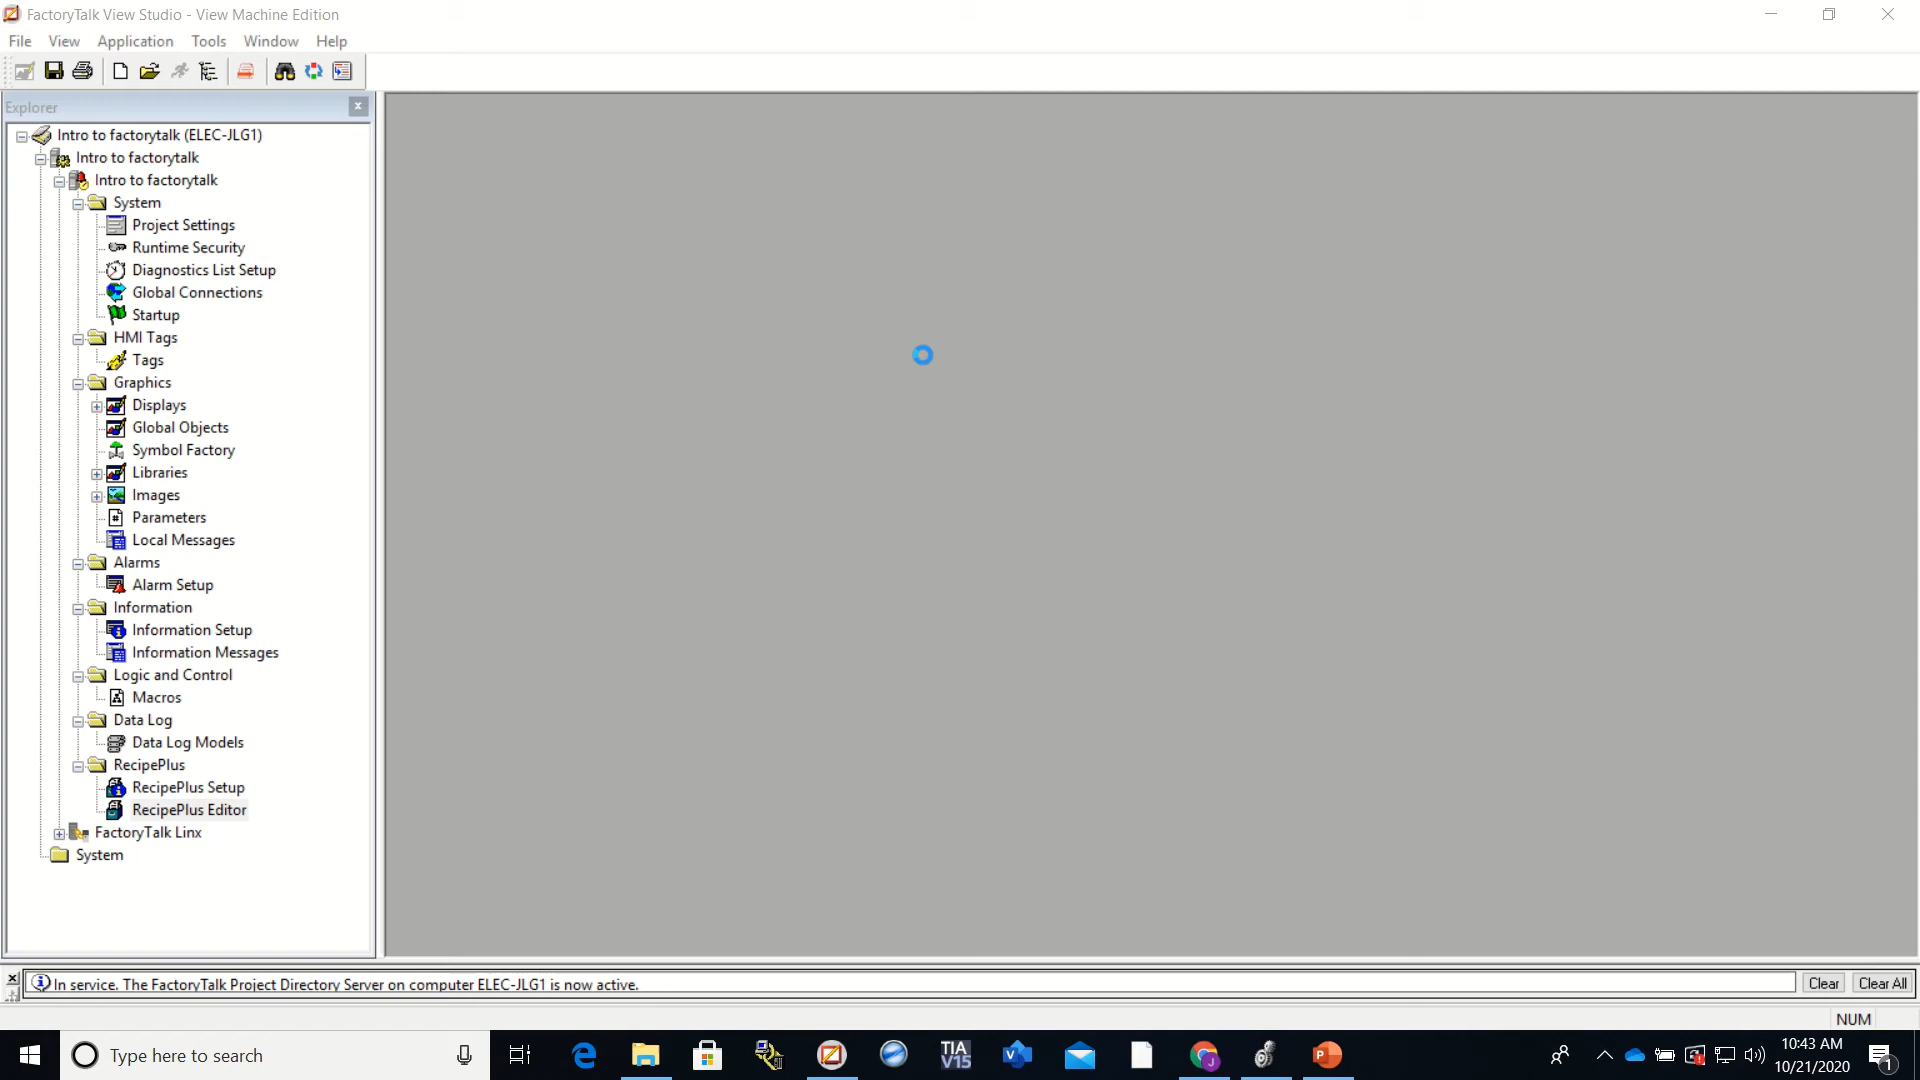 FactoryTalk View Studio - View Machine Edition
File View Application Tools Window Help
Explorer
Intro to factorytalk (ELEC-JLG1)
Intro to factorytalk
Intro to factorytalk
System
Project Settings
Runtime Security
Diagnostics List Setup
Global Connections
Startup
HMI Tags
Tags
Graphics
Displays
Global Objects
Symbol Factory
Libraries
Images
Parameters
Local Messages
Alarms
Alarm Setup
Information
Information Setup
Information Messages
Logic and Control
Macros
Data Log
Data Log Models
RecipePlus
RecipePlus Setup
RecipePlus Editor
FactoryTalk Linx
System
In service. The FactoryTalk Project Directory Server on computer ELEC-JLG1 is now active.
Clear Clear All
NUM
Type here to search
TIA V15
10:43 AM
10/21/2020
1